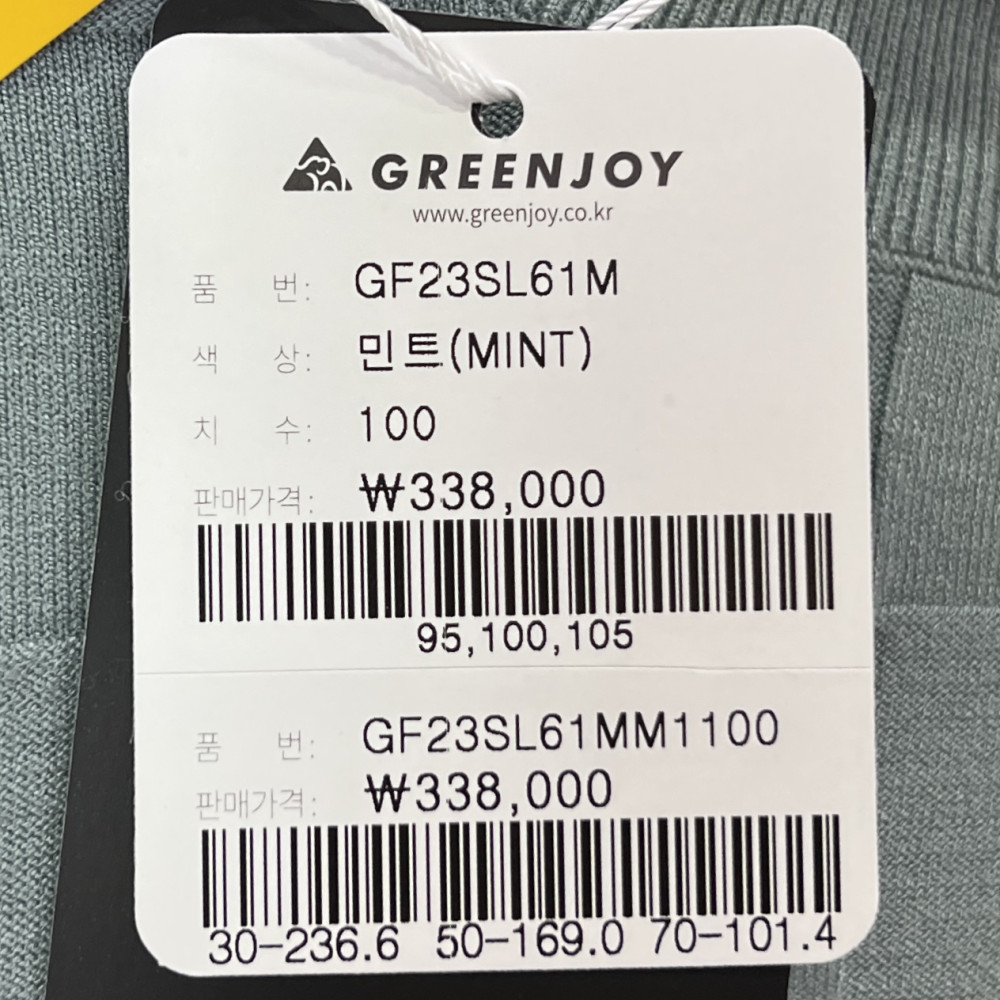 GREENJOY
www.greenjoy.co.kr
품 번: GF23SL61M
색 상: 민트(MINT)
치 수: 100
판매가격: ₩338,000
95,100,105
품 번: GF23SL61MM1100
판매가격: ₩338,000
30-236.6 50-169.0 70-101.4